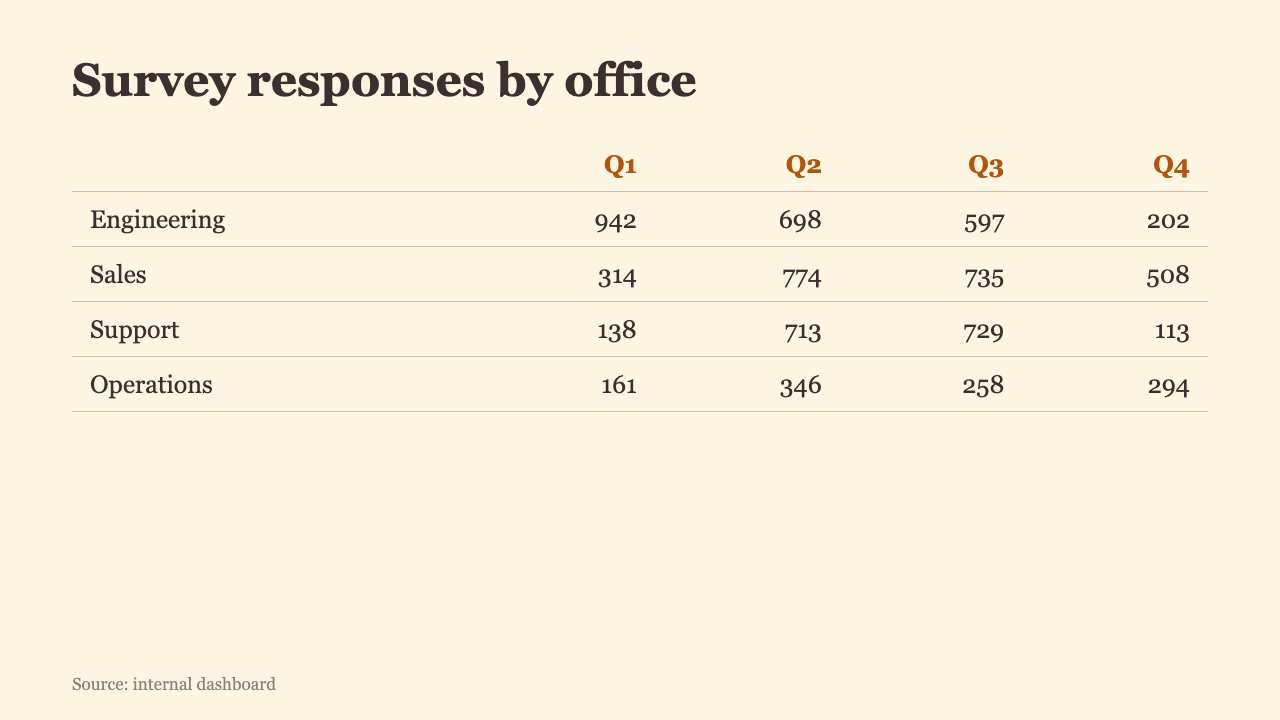 Survey responses by office
Q1 Q2 Q3 Q4
Engineering 942 698 597 202
Sales 314 774 735 508
Support 138 713 729 113
Operations 161 346 258 294
Source: internal dashboard